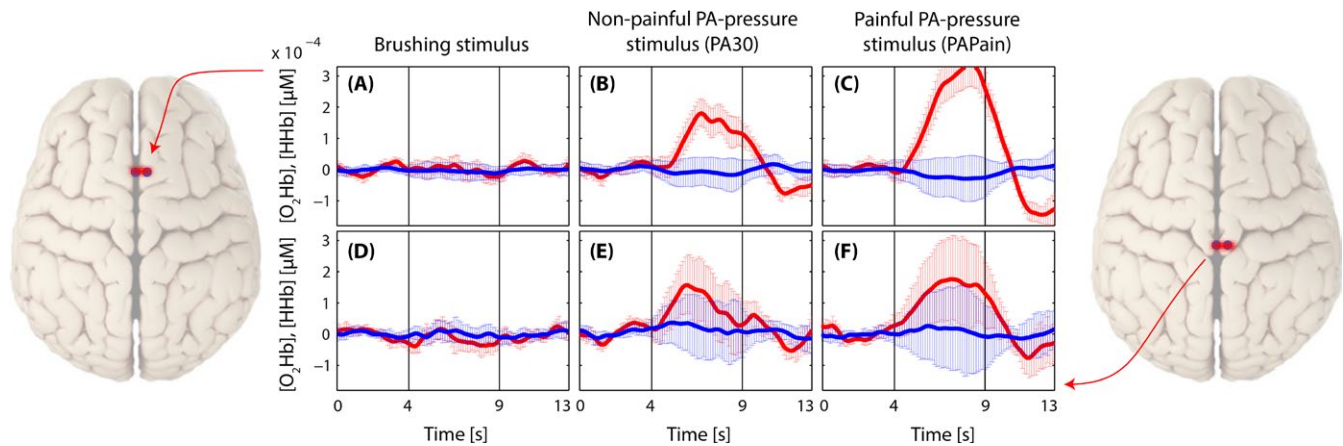 Brushing stimulus
Non-painful PA-pressure
stimulus (PA30)
Painful PA-pressure
stimulus (PAPain)
x 10⁻⁴
[O₂Hb], [HHb] [µM]
3
2
1
0
−1
(A)
(B)
(C)
[O₂Hb], [HHb] [µM]
3
2
1
0
−1
(D)
(E)
(F)
0 4 9 13 0 4 9 13 0 4 9 13
Time [s] Time [s] Time [s]